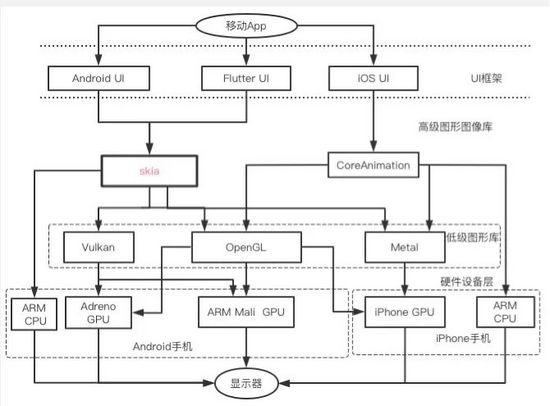 移动App
Android UI
Flutter UI
iOS UI
UI框架
高级图形图像库
skia
CoreAnimation
低级图形库
Vulkan
OpenGL
Metal
硬件设备层
ARM
CPU
Adreno
GPU
ARM Mali GPU
iPhone GPU
ARM
CPU
Android手机
iPhone手机
显示器